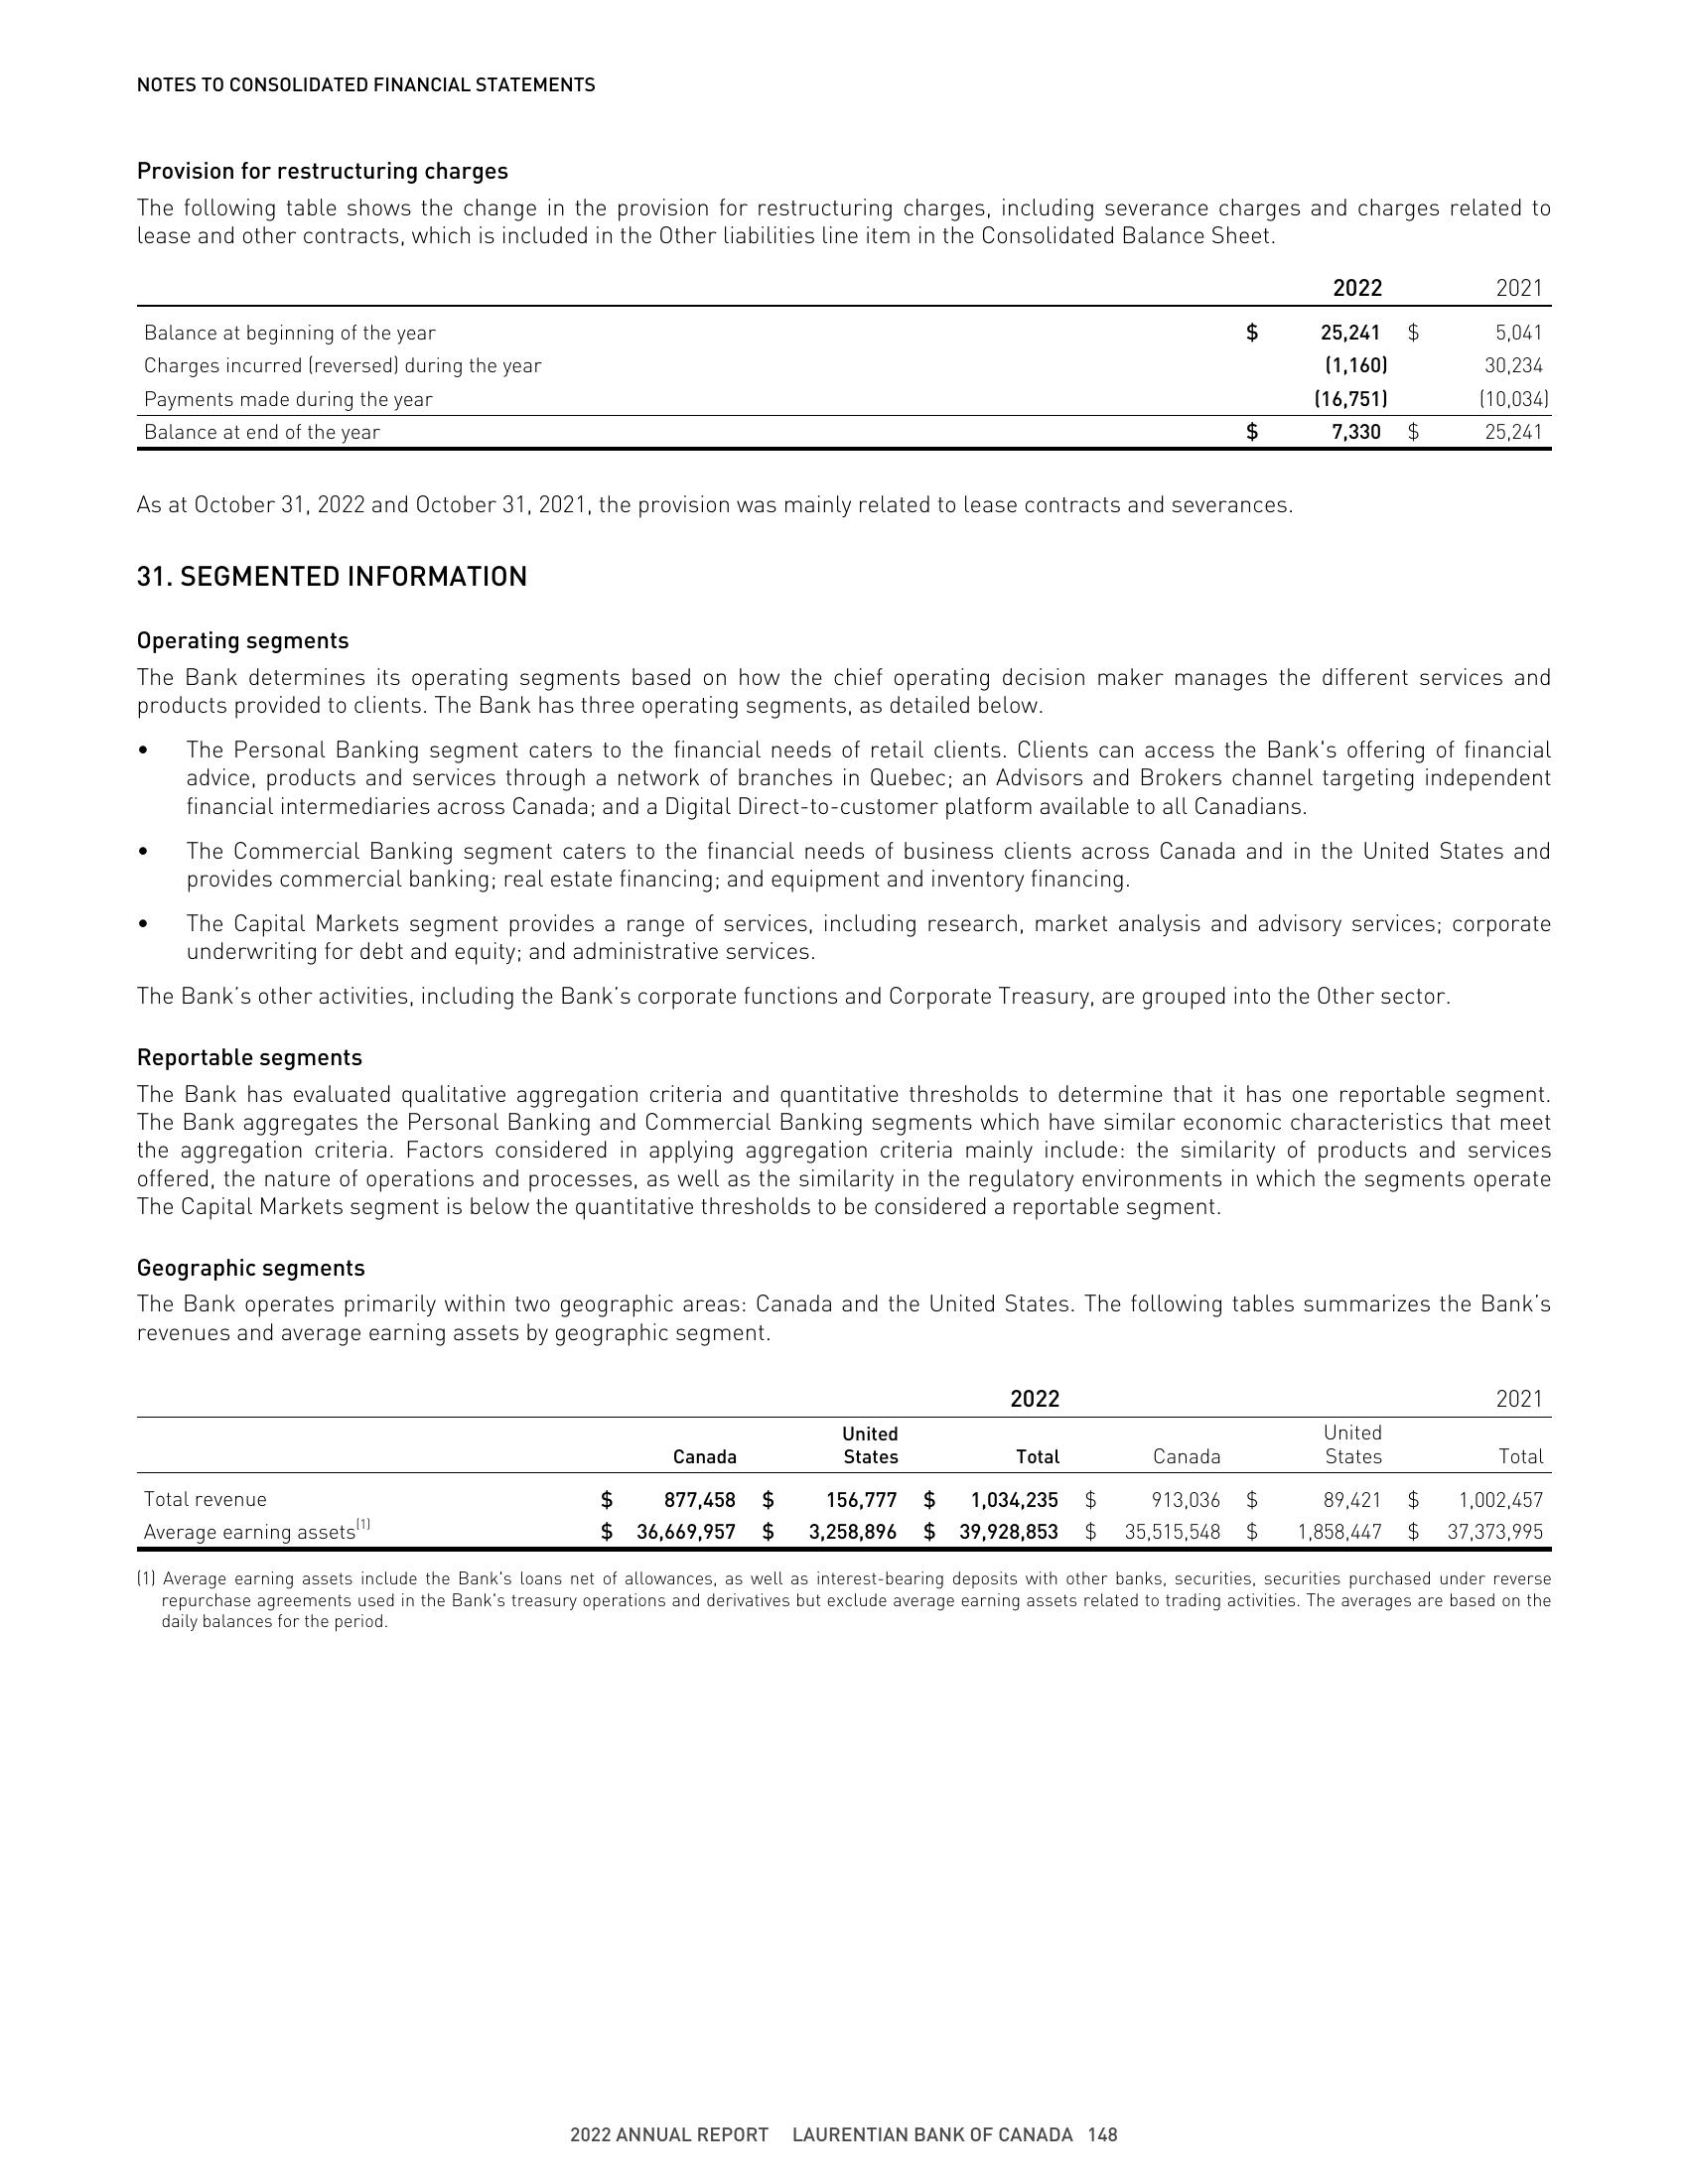 NOTES TO CONSOLIDATED FINANCIAL STATEMENTS
Provision for restructuring charges
The following table shows the change in the provision for restructuring charges, including severance charges and charges related to
lease and other contracts, which is included in the Other liabilities line item in the Consolidated Balance Sheet.
2022 2021
Balance at beginning of the year $ 25,241 $ 5,041
Charges incurred (reversed) during the year (1,160) 30,234
Payments made during the year (16,751) (10,034)
Balance at end of the year $ 7,330 $ 25,241
As at October 31, 2022 and October 31, 2021, the provision was mainly related to lease contracts and severances.
31. SEGMENTED INFORMATION
Operating segments
The Bank determines its operating segments based on how the chief operating decision maker manages the different services and
products provided to clients. The Bank has three operating segments, as detailed below.
• The Personal Banking segment caters to the financial needs of retail clients. Clients can access the Bank's offering of financial
advice, products and services through a network of branches in Quebec; an Advisors and Brokers channel targeting independent
financial intermediaries across Canada; and a Digital Direct-to-customer platform available to all Canadians.
• The Commercial Banking segment caters to the financial needs of business clients across Canada and in the United States and
provides commercial banking; real estate financing; and equipment and inventory financing.
• The Capital Markets segment provides a range of services, including research, market analysis and advisory services; corporate
underwriting for debt and equity; and administrative services.
The Bank’s other activities, including the Bank’s corporate functions and Corporate Treasury, are grouped into the Other sector.
Reportable segments
The Bank has evaluated qualitative aggregation criteria and quantitative thresholds to determine that it has one reportable segment.
The Bank aggregates the Personal Banking and Commercial Banking segments which have similar economic characteristics that meet
the aggregation criteria. Factors considered in applying aggregation criteria mainly include: the similarity of products and services
offered, the nature of operations and processes, as well as the similarity in the regulatory environments in which the segments operate
The Capital Markets segment is below the quantitative thresholds to be considered a reportable segment.
Geographic segments
The Bank operates primarily within two geographic areas: Canada and the United States. The following tables summarizes the Bank’s
revenues and average earning assets by geographic segment.
2022 2021
Canada United States Total Canada United States Total
Total revenue $ 877,458 $ 156,777 $ 1,034,235 $ 913,036 $ 89,421 $ 1,002,457
Average earning assets(1) $ 36,669,957 $ 3,258,896 $ 39,928,853 $ 35,515,548 $ 1,858,447 $ 37,373,995
(1) Average earning assets include the Bank's loans net of allowances, as well as interest-bearing deposits with other banks, securities, securities purchased under reverse
repurchase agreements used in the Bank's treasury operations and derivatives but exclude average earning assets related to trading activities. The averages are based on the
daily balances for the period.
2022 ANNUAL REPORT LAURENTIAN BANK OF CANADA 148